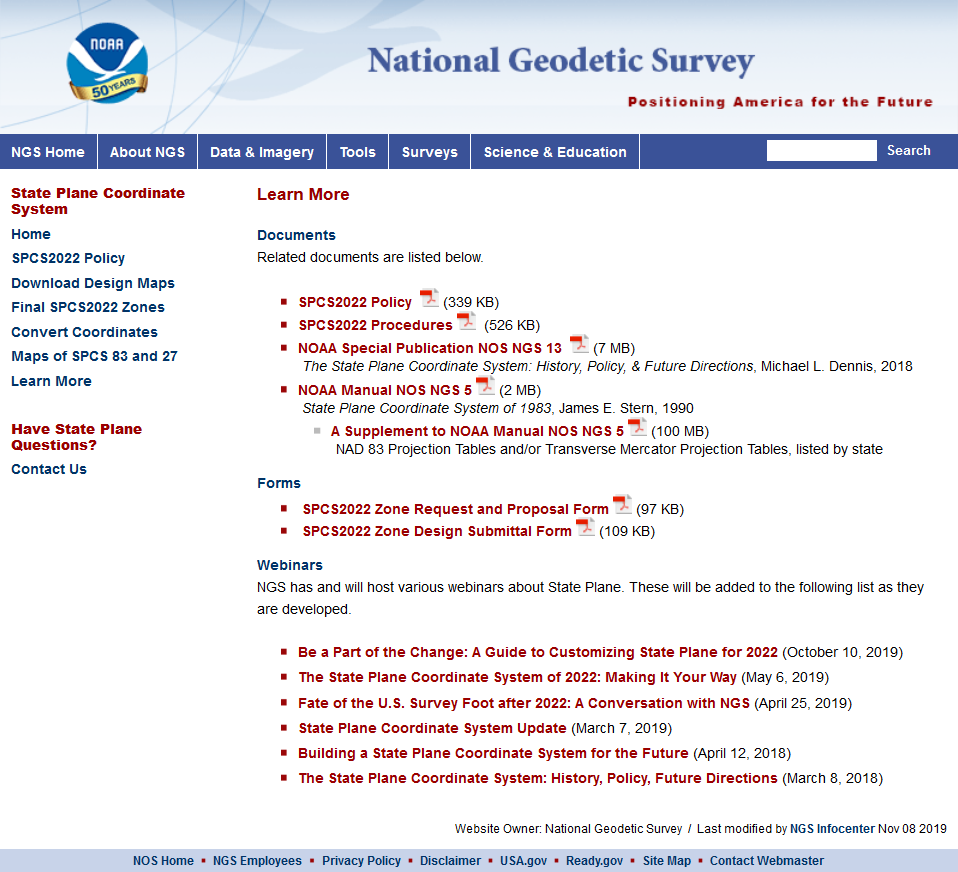 NOAA
50 YEARS
National Geodetic Survey
Positioning America for the Future
NGS Home
About NGS
Data & Imagery
Tools
Surveys
Science & Education
Search
State Plane Coordinate
System
Home
SPCS2022 Policy
Download Design Maps
Final SPCS2022 Zones
Convert Coordinates
Maps of SPCS 83 and 27
Learn More
Have State Plane
Questions?
Contact Us
Learn More
Documents
Related documents are listed below.
SPCS2022 Policy (339 KB)
SPCS2022 Procedures (526 KB)
NOAA Special Publication NOS NGS 13 (7 MB)
The State Plane Coordinate System: History, Policy, & Future Directions, Michael L. Dennis, 2018
NOAA Manual NOS NGS 5 (2 MB)
State Plane Coordinate System of 1983, James E. Stern, 1990
A Supplement to NOAA Manual NOS NGS 5 (100 MB)
NAD 83 Projection Tables and/or Transverse Mercator Projection Tables, listed by state
Forms
SPCS2022 Zone Request and Proposal Form (97 KB)
SPCS2022 Zone Design Submittal Form (109 KB)
Webinars
NGS has and will host various webinars about State Plane. These will be added to the following list as they
are developed.
Be a Part of the Change: A Guide to Customizing State Plane for 2022 (October 10, 2019)
The State Plane Coordinate System of 2022: Making It Your Way (May 6, 2019)
Fate of the U.S. Survey Foot after 2022: A Conversation with NGS (April 25, 2019)
State Plane Coordinate System Update (March 7, 2019)
Building a State Plane Coordinate System for the Future (April 12, 2018)
The State Plane Coordinate System: History, Policy, Future Directions (March 8, 2018)
Website Owner: National Geodetic Survey / Last modified by NGS Infocenter Nov 08 2019
NOS Home ▪ NGS Employees ▪ Privacy Policy ▪ Disclaimer ▪ USA.gov ▪ Ready.gov ▪ Site Map ▪ Contact Webmaster